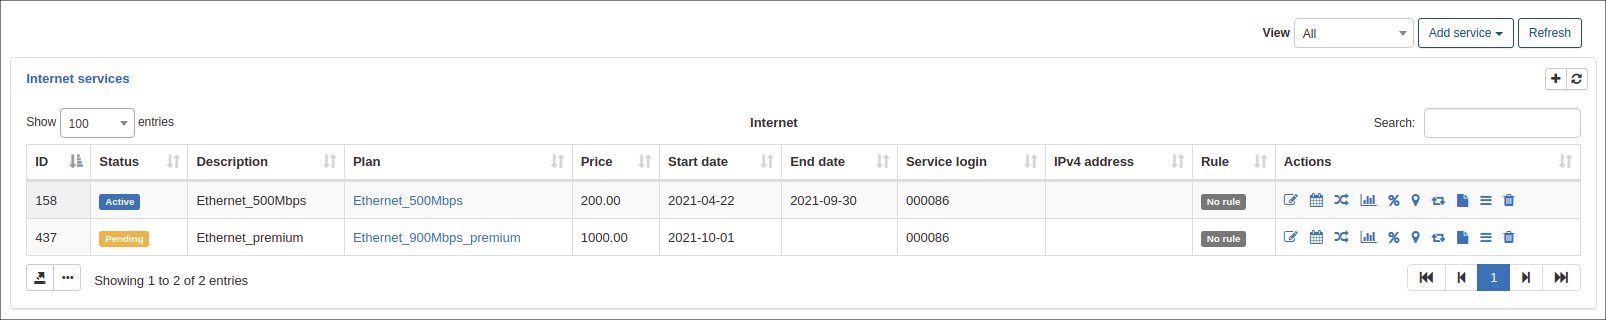 View All Add service Refresh
Internet services
Show 100 entries Internet Search:
ID Status Description Plan Price Start date End date Service login IPv4 address Rule Actions
158 Active Ethernet_500Mbps Ethernet_500Mbps 200.00 2021-04-22 2021-09-30 000086 No rule
437 Pending Ethernet_premium Ethernet_900Mbps_premium 1000.00 2021-10-01 000086 No rule
Showing 1 to 2 of 2 entries 1